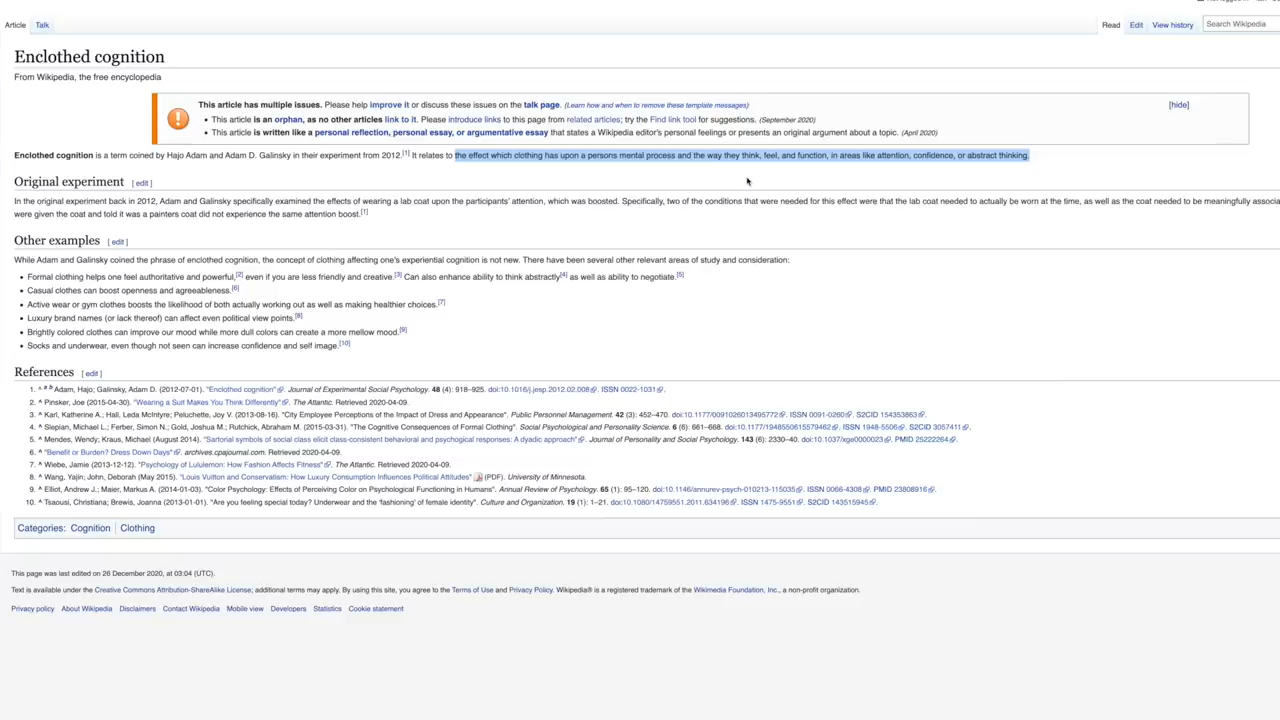 Article Talk Read Edit View history Search Wikipedia
Enclothed cognition
From Wikipedia, the free encyclopedia
This article has multiple issues. Please help improve it or discuss these issues on the talk page. (Learn how and when to remove these template messages) [hide]
• This article is an orphan, as no other articles link to it. Please introduce links to this page from related articles; try the Find link tool for suggestions. (September 2020)
• This article is written like a personal reflection, personal essay, or argumentative essay that states a Wikipedia editor's personal feelings or presents an original argument about a topic. (April 2020)
Enclothed cognition is a term coined by Hajo Adam and Adam D. Galinsky in their experiment from 2012.[1] It relates to the effect which clothing has upon a persons mental process and the way they think, feel, and function, in areas like attention, confidence, or abstract thinking.
Original experiment [ edit ]
In the original experiment back in 2012, Adam and Galinsky specifically examined the effects of wearing a lab coat upon the participants' attention, which was boosted. Specifically, two of the conditions that were needed for this effect were that the lab coat needed to actually be worn at the time, as well as the coat needed to be meaningfully associa
were given the coat and told it was a painters coat did not experience the same attention boost.[1]
Other examples [ edit ]
While Adam and Galinsky coined the phrase of enclothed cognition, the concept of clothing affecting one's experiential cognition is not new. There have been several other relevant areas of study and consideration:
• Formal clothing helps one feel authoritative and powerful,[2] even if you are less friendly and creative.[3] Can also enhance ability to think abstractly[4] as well as ability to negotiate.[5]
• Casual clothes can boost openness and agreeableness.[6]
• Active wear or gym clothes boosts the likelihood of both actually working out as well as making healthier choices.[7]
• Luxury brand names (or lack thereof) can affect even political view points.[8]
• Brightly colored clothes can improve our mood while more dull colors can create a more mellow mood.[9]
• Socks and underwear, even though not seen can increase confidence and self image.[10]
References [ edit ]
1. ^ a b Adam, Hajo; Galinsky, Adam D. (2012-07-01). "Enclothed cognition". Journal of Experimental Social Psychology. 48 (4): 918–925. doi:10.1016/j.jesp.2012.02.008. ISSN 0022-1031.
2. ^ Pinsker, Joe (2015-04-30). "Wearing a Suit Makes You Think Differently". The Atlantic. Retrieved 2020-04-09.
3. ^ Karl, Katherine A.; Hall, Leda McIntyre; Peluchette, Joy V. (2013-08-16). "City Employee Perceptions of the Impact of Dress and Appearance". Public Personnel Management. 42 (3): 452–470. doi:10.1177/0091026013495772. ISSN 0091-0260. S2CID 154353863.
4. ^ Slepian, Michael L.; Ferber, Simon N.; Gold, Joshua M.; Rutchick, Abraham M. (2015-03-31). "The Cognitive Consequences of Formal Clothing". Social Psychological and Personality Science. 6 (6): 661–668. doi:10.1177/1948550615579462. ISSN 1948-5506. S2CID 3057411.
5. ^ Mendes, Wendy; Kraus, Michael (August 2014). "Sartorial symbols of social class elicit class-consistent behavioral and psychogical responses: A dyadic approach". Journal of Personality and Social Psychology. 143 (6): 2330–40. doi:10.1037/xge0000023. PMID 25222264.
6. ^ "Benefit or Burden? Dress Down Days". archives.cpajournal.com. Retrieved 2020-04-09.
7. ^ Wiebe, Jamie (2013-12-12). "Psychology of Lululemon: How Fashion Affects Fitness". The Atlantic. Retrieved 2020-04-09.
8. ^ Wang, Yajin; John, Deborah (May 2015). "Louis Vuitton and Conservatism: How Luxury Consumption Influences Political Attitudes" (PDF). University of Minnesota.
9. ^ Elliot, Andrew J.; Maier, Markus A. (2014-01-03). "Color Psychology: Effects of Perceiving Color on Psychological Functioning in Humans". Annual Review of Psychology. 65 (1): 95–120. doi:10.1146/annurev-psych-010213-115035. ISSN 0066-4308. PMID 23808916.
10. ^ Tsaousi, Christiana; Brewis, Joanna (2013-01-01). "Are you feeling special today? Underwear and the 'fashioning' of female identity". Culture and Organization. 19 (1): 1–21. doi:10.1080/14759551.2011.634196. ISSN 1475-9551. S2CID 143515945.
Categories: Cognition | Clothing
This page was last edited on 26 December 2020, at 03:04 (UTC).
Text is available under the Creative Commons Attribution-ShareAlike License; additional terms may apply. By using this site, you agree to the Terms of Use and Privacy Policy. Wikipedia® is a registered trademark of the Wikimedia Foundation, Inc., a non-profit organization.
Privacy policy About Wikipedia Disclaimers Contact Wikipedia Mobile view Developers Statistics Cookie statement